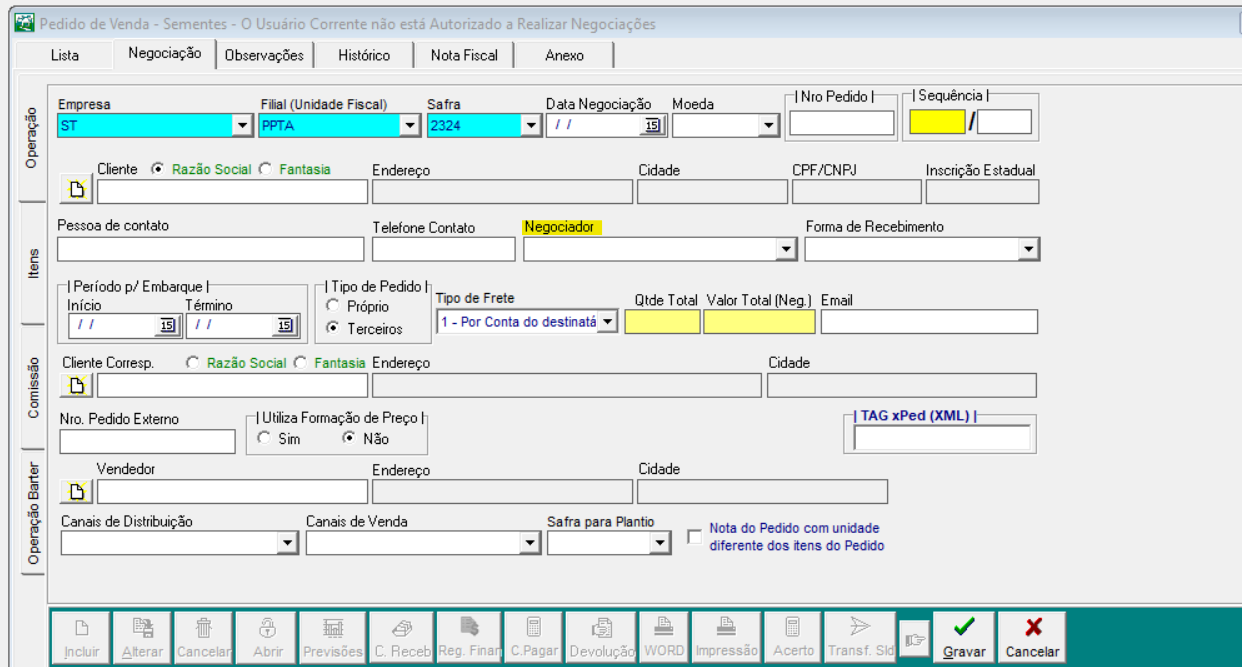 Pedido de Venda - Sementes - O Usuário Corrente não está Autorizado a Realizar Negociações
Lista Negociação Observações Histórico Nota Fiscal Anexo
Operação
Itens
Comissão
Operação Barter
Empresa Filial (Unidade Fiscal) Safra Data Negociação Moeda | Nro Pedido | | Sequência |
ST PPTA 2324 / / 15 /
Cliente Razão Social Fantasia Endereço Cidade CPF/CNPJ Inscrição Estadual
Pessoa de contato Telefone Contato Negociador Forma de Recebimento
| Período p/ Embarque | | Tipo de Pedido |
Início Término Próprio Tipo de Frete Qtde Total Valor Total (Neg.) Email
/ / 15 / / 15 Terceiros 1 - Por Conta do destinatá
Cliente Corresp. Razão Social Fantasia Endereço Cidade
Nro. Pedido Externo | Utiliza Formação de Preço | | TAG xPed (XML) |
Sim Não
Vendedor Endereço Cidade
Canais de Distribuição Canais de Venda Safra para Plantio Nota do Pedido com unidade
diferente dos itens do Pedido
Incluir Alterar Cancelar Abrir Previsões C. Receb Reg. Finan C.Pagar Devolução WORD Impressão Acerto Transf. Sld Gravar Cancelar